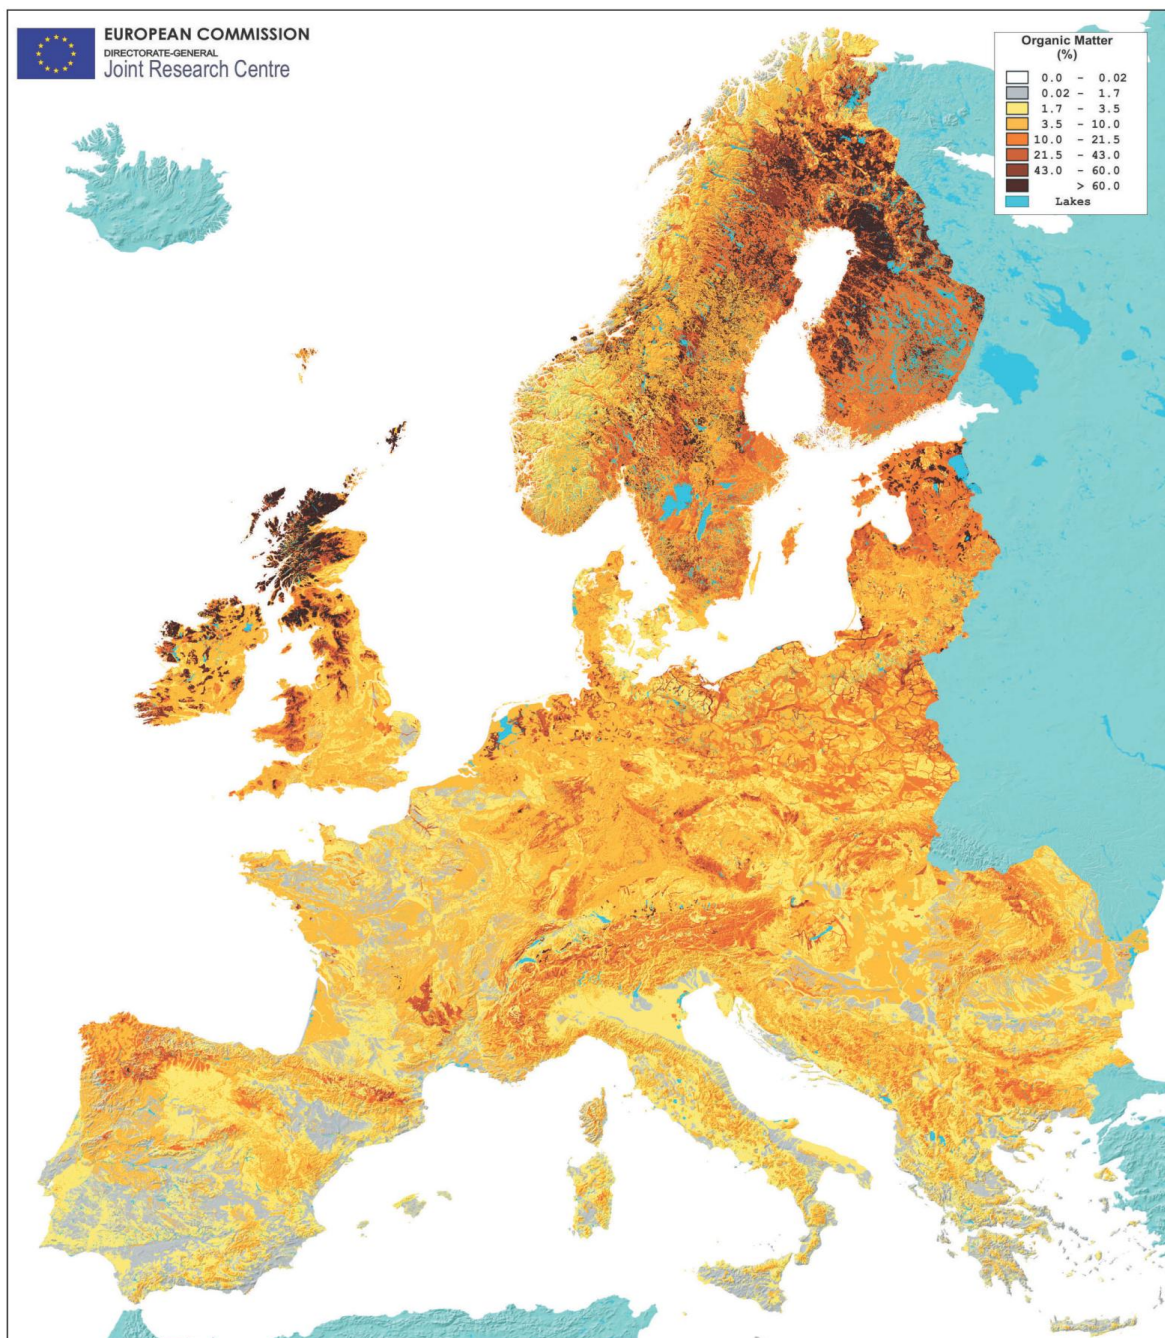 EUROPEAN COMMISSION
DIRECTORATE-GENERAL
Joint Research Centre
Organic Matter
(%)
0.0 - 0.02
0.02 - 1.7
1.7 - 3.5
3.5 - 10.0
10.0 - 21.5
21.5 - 43.0
43.0 - 60.0
> 60.0
Lakes